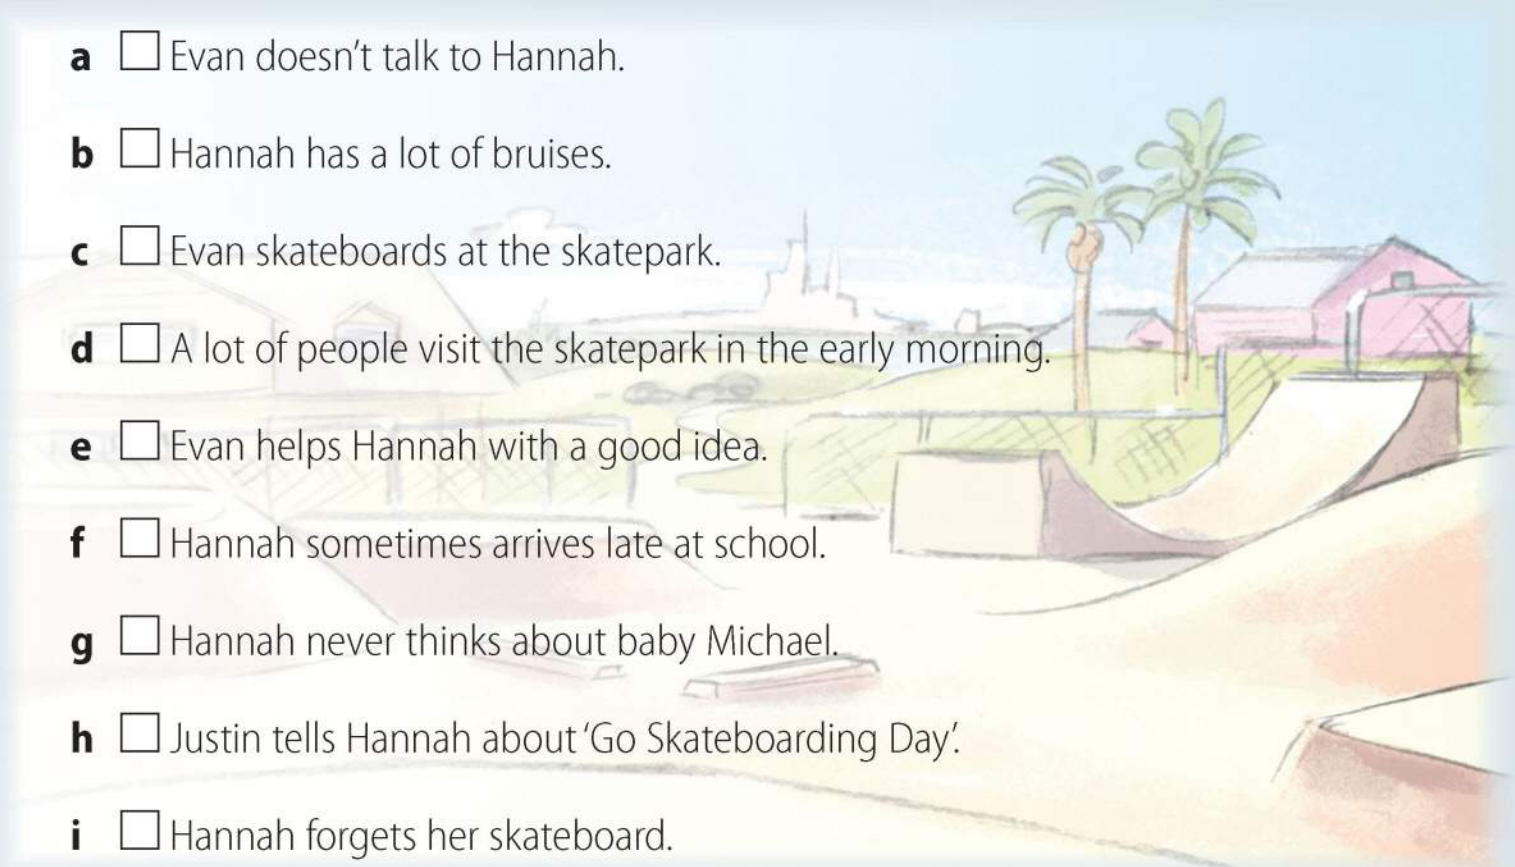 a ☐ Evan doesn’t talk to Hannah.
b ☐ Hannah has a lot of bruises.
c ☐ Evan skateboards at the skatepark.
d ☐ A lot of people visit the skatepark in the early morning.
e ☐ Evan helps Hannah with a good idea.
f ☐ Hannah sometimes arrives late at school.
g ☐ Hannah never thinks about baby Michael.
h ☐ Justin tells Hannah about ‘Go Skateboarding Day’.
i ☐ Hannah forgets her skateboard.